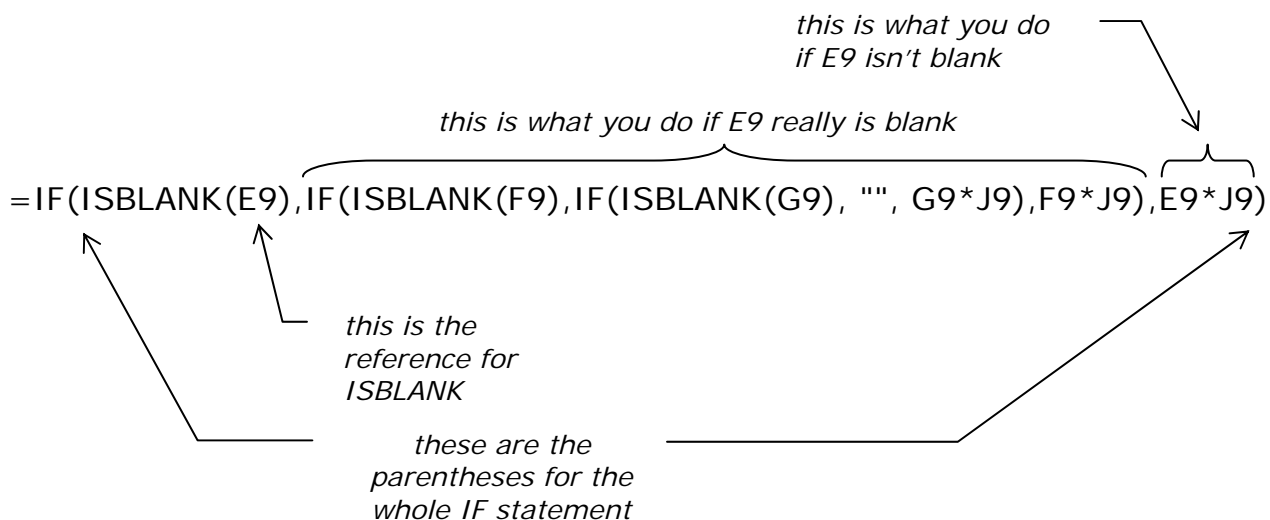 this is what you do
if E9 isn't blank
this is what you do if E9 really is blank
=IF(ISBLANK(E9),IF(ISBLANK(F9),IF(ISBLANK(G9), "", G9*J9),F9*J9),E9*J9)
this is the
reference for
ISBLANK
these are the
parentheses for the
whole IF statement